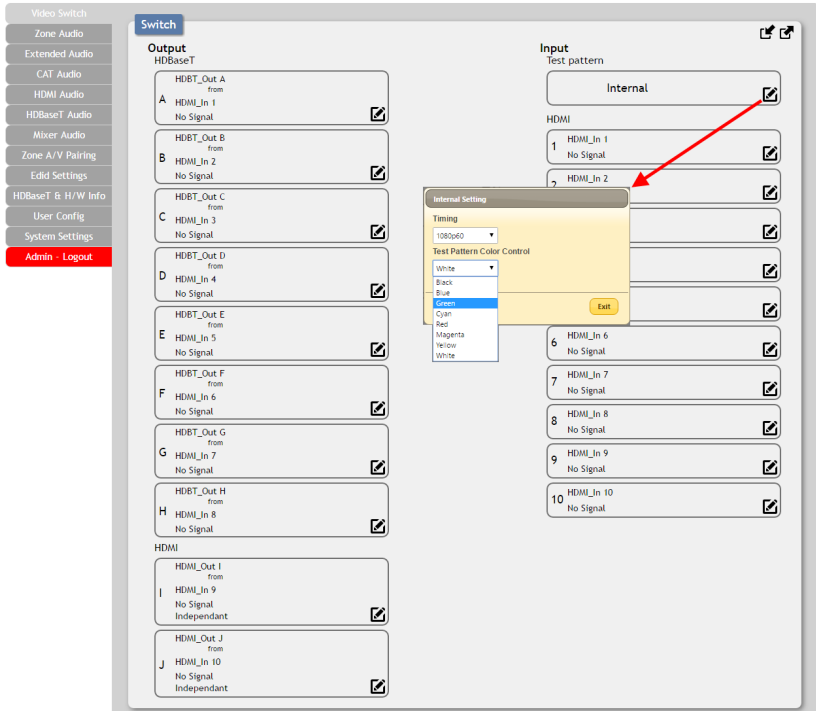 Video Switch
Zone Audio
Extended Audio
CAT Audio
HDMI Audio
HDBaseT Audio
Mixer Audio
Zone A/V Pairing
Edid Settings
HDBaseT & H/W Info
User Config
System Settings
Admin - Logout
Switch
Output
HDBaseT
HDBT_Out A
from
A
HDMI_In 1
No Signal
HDBT_Out B
from
B
HDMI_In 2
No Signal
HDBT_Out C
from
C
HDMI_In 3
No Signal
HDBT_Out D
from
D
HDMI_In 4
No Signal
HDBT_Out E
from
E
HDMI_In 5
No Signal
HDBT_Out F
from
F
HDMI_In 6
No Signal
HDBT_Out G
from
G
HDMI_In 7
No Signal
HDBT_Out H
from
H
HDMI_In 8
No Signal
HDMI
HDMI_Out I
from
I
HDMI_In 9
No Signal
Independant
HDMI_Out J
from
J
HDMI_In 10
No Signal
Independant
Input
Test pattern
Internal
HDMI
1
HDMI_In 1
No Signal
2
HDMI_In 2
Internal Setting
Timing
1080p60
Test Pattern Color Control
White
Black
Blue
Green
Cyan
Red
Magenta
Yellow
White
Exit
6
HDMI_In 6
No Signal
7
HDMI_In 7
No Signal
8
HDMI_In 8
No Signal
9
HDMI_In 9
No Signal
10
HDMI_In 10
No Signal